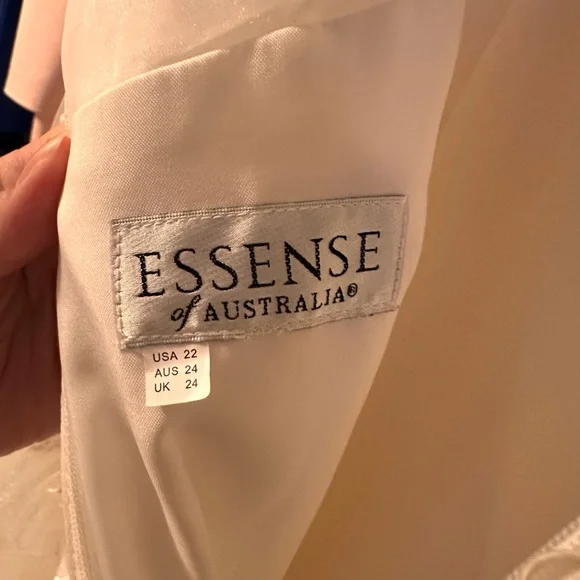 ESSENSE
of AUSTRALIA®
USA 22
AUS 24
UK 24